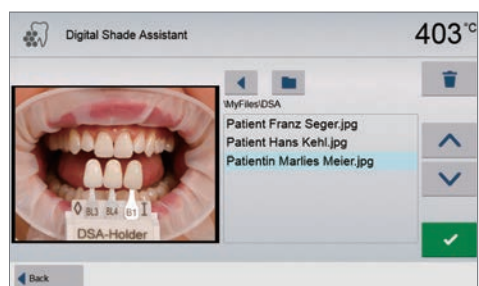 Digital Shade Assistant
403°C
\MyFiles\DSA
Patient Franz Seger.jpg
Patient Hans Kehl.jpg
Patientin Marlies Meier.jpg
BL3 BL4 B1
DSA-Holder
Back